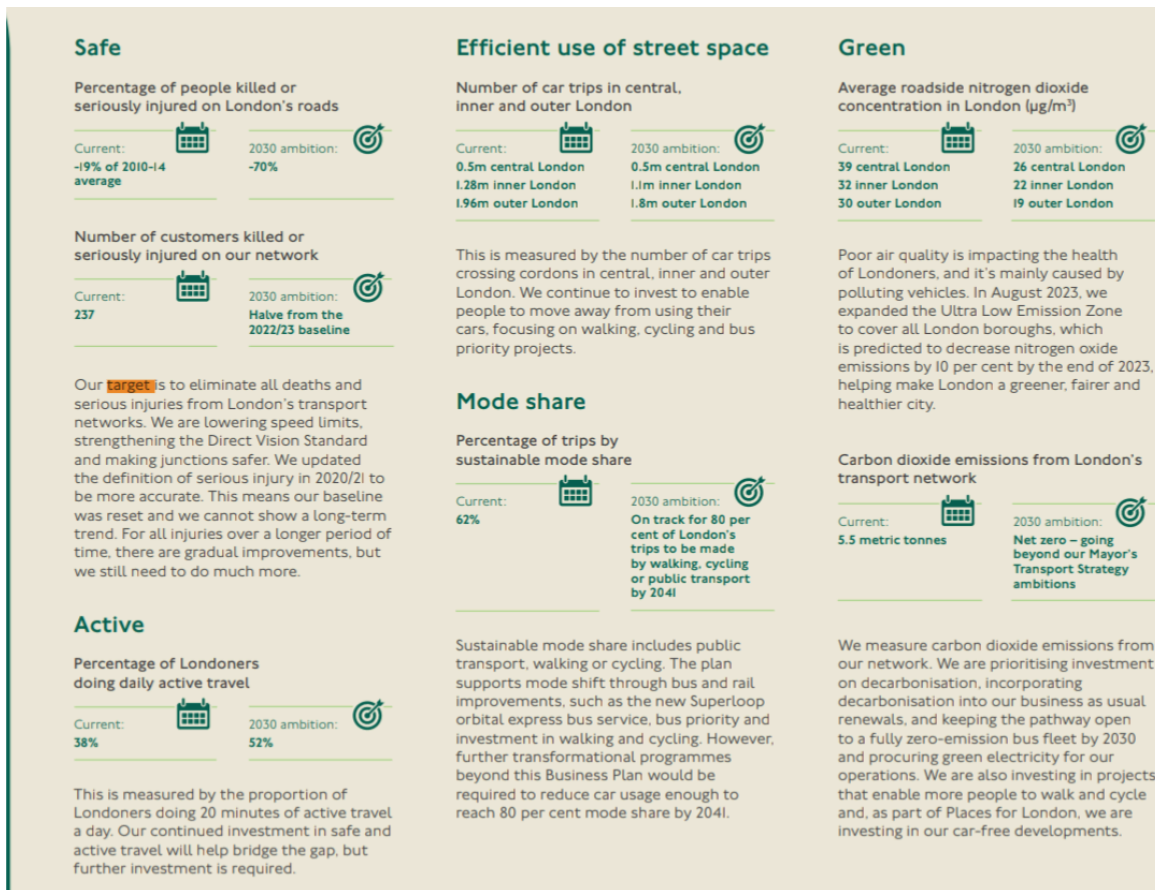 Safe
Percentage of people killed or
seriously injured on London's roads
Current:
-19% of 2010-14
average
2030 ambition:
-70%
Number of customers killed or
seriously injured on our network
Current:
237
2030 ambition:
Halve from the
2022/23 baseline
Our target is to eliminate all deaths and
serious injuries from London's transport
networks. We are lowering speed limits,
strengthening the Direct Vision Standard
and making junctions safer. We updated
the definition of serious injury in 2020/21 to
be more accurate. This means our baseline
was reset and we cannot show a long-term
trend. For all injuries over a longer period of
time, there are gradual improvements, but
we still need to do much more.
Active
Percentage of Londoners
doing daily active travel
Current:
38%
2030 ambition:
52%
This is measured by the proportion of
Londoners doing 20 minutes of active travel
a day. Our continued investment in safe and
active travel will help bridge the gap, but
further investment is required.
Efficient use of street space
Number of car trips in central,
inner and outer London
Current:
0.5m central London
1.28m inner London
1.96m outer London
2030 ambition:
0.5m central London
1.1m inner London
1.8m outer London
This is measured by the number of car trips
crossing cordons in central, inner and outer
London. We continue to invest to enable
people to move away from using their
cars, focusing on walking, cycling and bus
priority projects.
Mode share
Percentage of trips by
sustainable mode share
Current:
62%
2030 ambition:
On track for 80 per
cent of London's
trips to be made
by walking, cycling
or public transport
by 2041
Sustainable mode share includes public
transport, walking or cycling. The plan
supports mode shift through bus and rail
improvements, such as the new Superloop
orbital express bus service, bus priority and
investment in walking and cycling. However,
further transformational programmes
beyond this Business Plan would be
required to reduce car usage enough to
reach 80 per cent mode share by 2041.
Green
Average roadside nitrogen dioxide
concentration in London (µg/m³)
Current:
39 central London
32 inner London
30 outer London
2030 ambition:
26 central London
22 inner London
19 outer London
Poor air quality is impacting the health
of Londoners, and it's mainly caused by
polluting vehicles. In August 2023, we
expanded the Ultra Low Emission Zone
to cover all London boroughs, which
is predicted to decrease nitrogen oxide
emissions by 10 per cent by the end of 2023,
helping make London a greener, fairer and
healthier city.
Carbon dioxide emissions from London's
transport network
Current:
5.5 metric tonnes
2030 ambition:
Net zero – going
beyond our Mayor's
Transport Strategy
ambitions
We measure carbon dioxide emissions from
our network. We are prioritising investment
on decarbonisation, incorporating
decarbonisation into our business as usual
renewals, and keeping the pathway open
to a fully zero-emission bus fleet by 2030
and procuring green electricity for our
operations. We are also investing in projects
that enable more people to walk and cycle
and, as part of Places for London, we are
investing in our car-free developments.